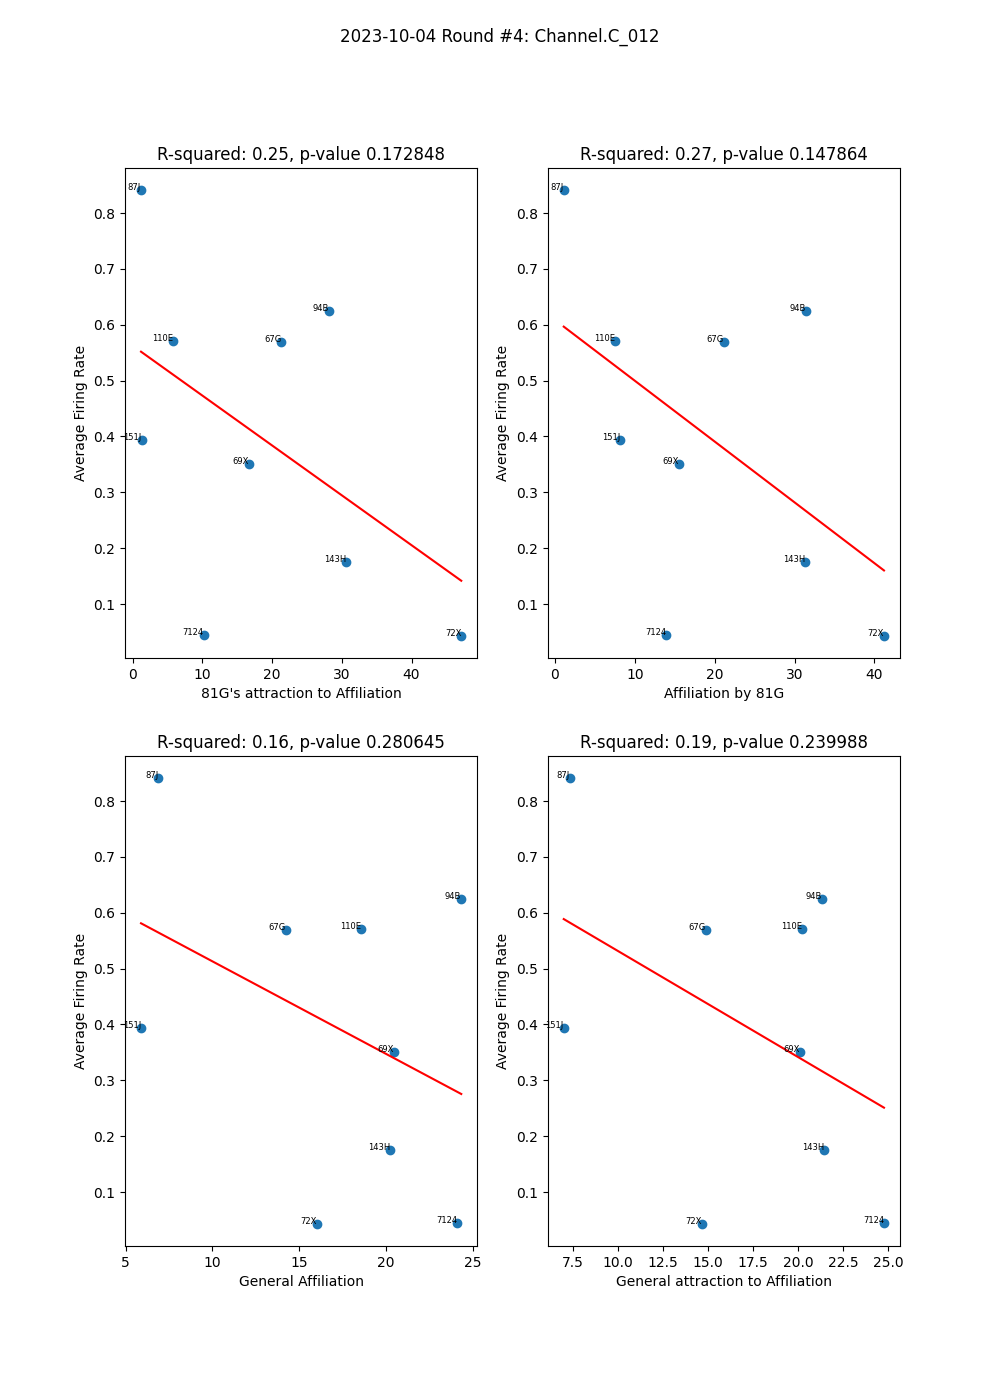 2023-10-04 Round #4: Channel.C_012
R-squared: 0.25, p-value 0.172848
Average Firing Rate
0.8
0.7
0.6
0.5
0.4
0.3
0.2
0.1
87J
94B
110E
67G
151J
69X
143H
7124
72X
0 10 20 30 40
81G's attraction to Affiliation
R-squared: 0.27, p-value 0.147864
Average Firing Rate
0.8
0.7
0.6
0.5
0.4
0.3
0.2
0.1
87J
94B
110E
67G
151J
69X
143H
7124
72X
0 10 20 30 40
Affiliation by 81G
R-squared: 0.16, p-value 0.280645
Average Firing Rate
0.8
0.7
0.6
0.5
0.4
0.3
0.2
0.1
87J
94B
67G
110E
151J
69X
143H
72X
7124
5 10 15 20 25
General Affiliation
R-squared: 0.19, p-value 0.239988
Average Firing Rate
0.8
0.7
0.6
0.5
0.4
0.3
0.2
0.1
87J
94B
67G
110E
151J
69X
143H
72X
7124
7.5 10.0 12.5 15.0 17.5 20.0 22.5 25.0
General attraction to Affiliation